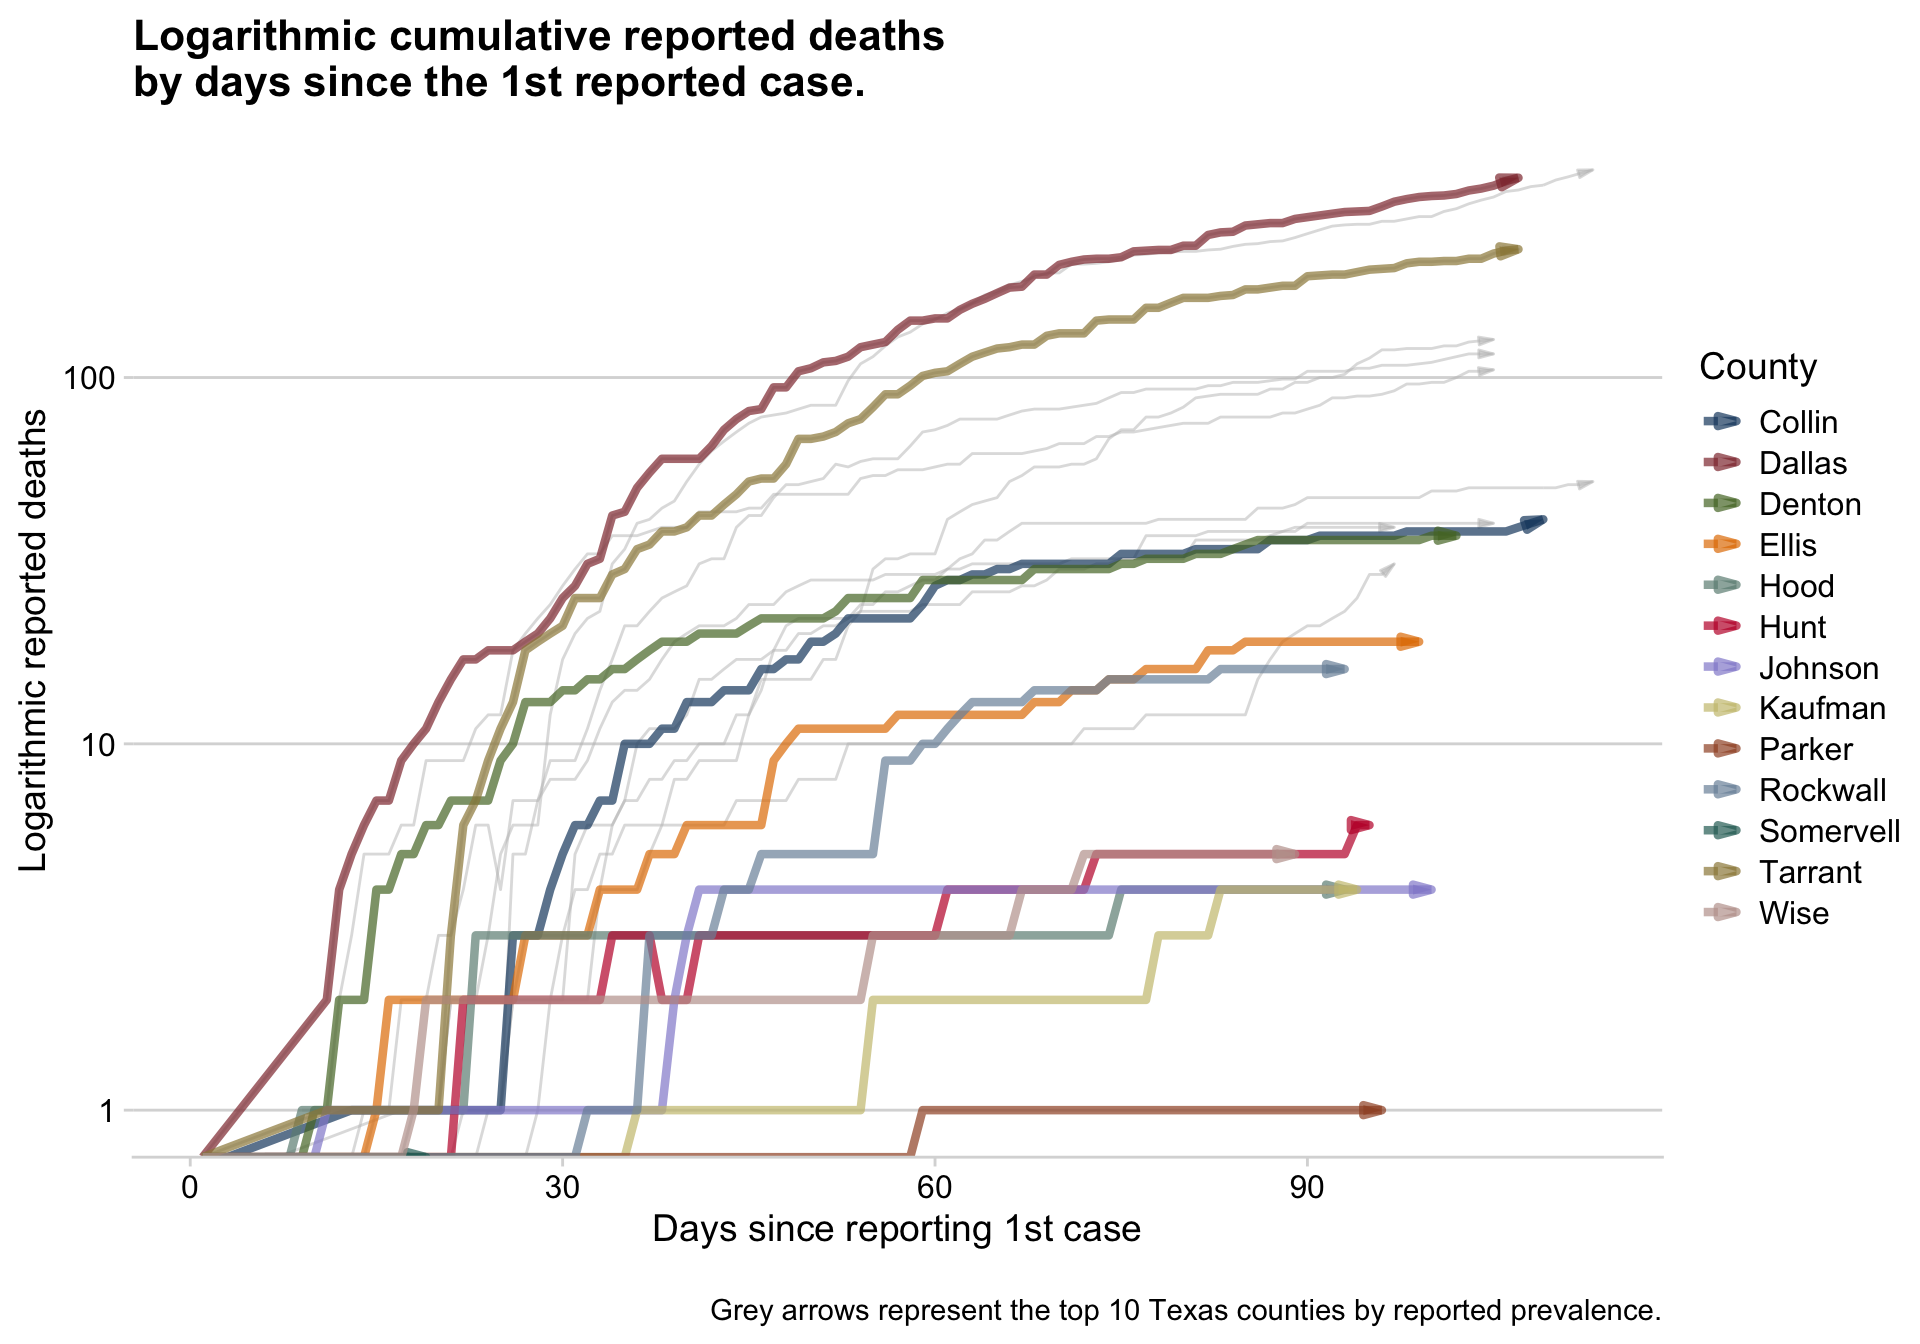 Logarithmic cumulative reported deaths
by days since the 1st reported case.
Logarithmic reported deaths
100
10
1
0
30
60
90
Days since reporting 1st case
County
Collin
Dallas
Denton
Ellis
Hood
Hunt
Johnson
Kaufman
Parker
Rockwall
Somervell
Tarrant
Wise
Grey arrows represent the top 10 Texas counties by reported prevalence.